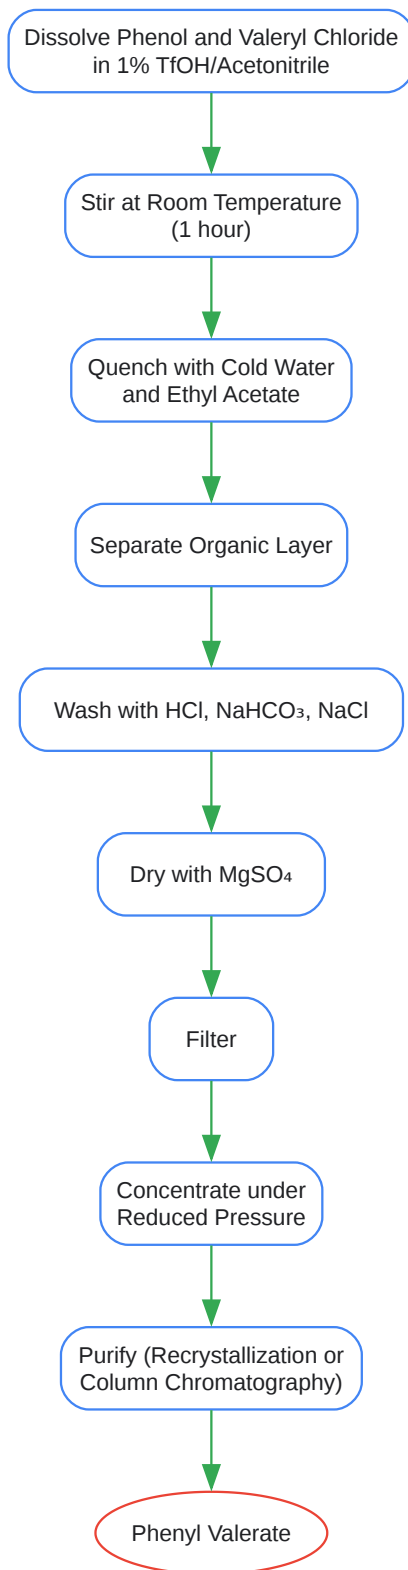 Dissolve Phenol and Valeryl Chloride
in 1% TfOH/Acetonitrile
Stir at Room Temperature
(1 hour)
Quench with Cold Water
and Ethyl Acetate
Separate Organic Layer
Wash with HCl, NaHCO₃, NaCl
Dry with MgSO₄
Filter
Concentrate under
Reduced Pressure
Purify (Recrystallization or
Column Chromatography)
Phenyl Valerate